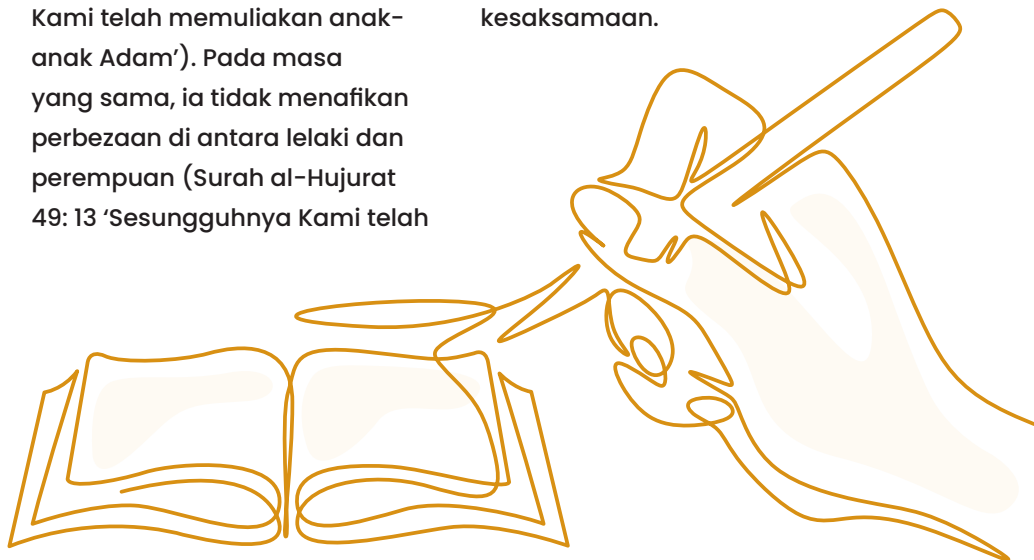 Kami telah memuliakan anak-
anak Adam’). Pada masa
yang sama, ia tidak menafikan
perbezaan di antara lelaki dan
perempuan (Surah al-Hujurat
49: 13 ‘Sesungguhnya Kami telah
kesaksamaan.